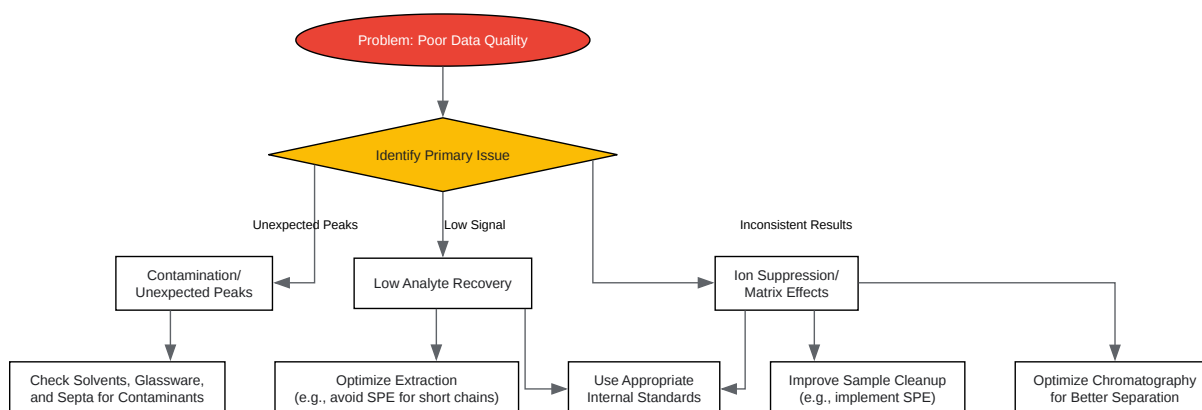 Problem: Poor Data Quality
Identify Primary Issue
Unexpected Peaks
Low Signal
Inconsistent Results
Contamination/
Unexpected Peaks
Low Analyte Recovery
Ion Suppression/
Matrix Effects
Check Solvents, Glassware,
and Septa for Contaminants
Optimize Extraction
(e.g., avoid SPE for short chains)
Use Appropriate
Internal Standards
Improve Sample Cleanup
(e.g., implement SPE)
Optimize Chromatography
for Better Separation